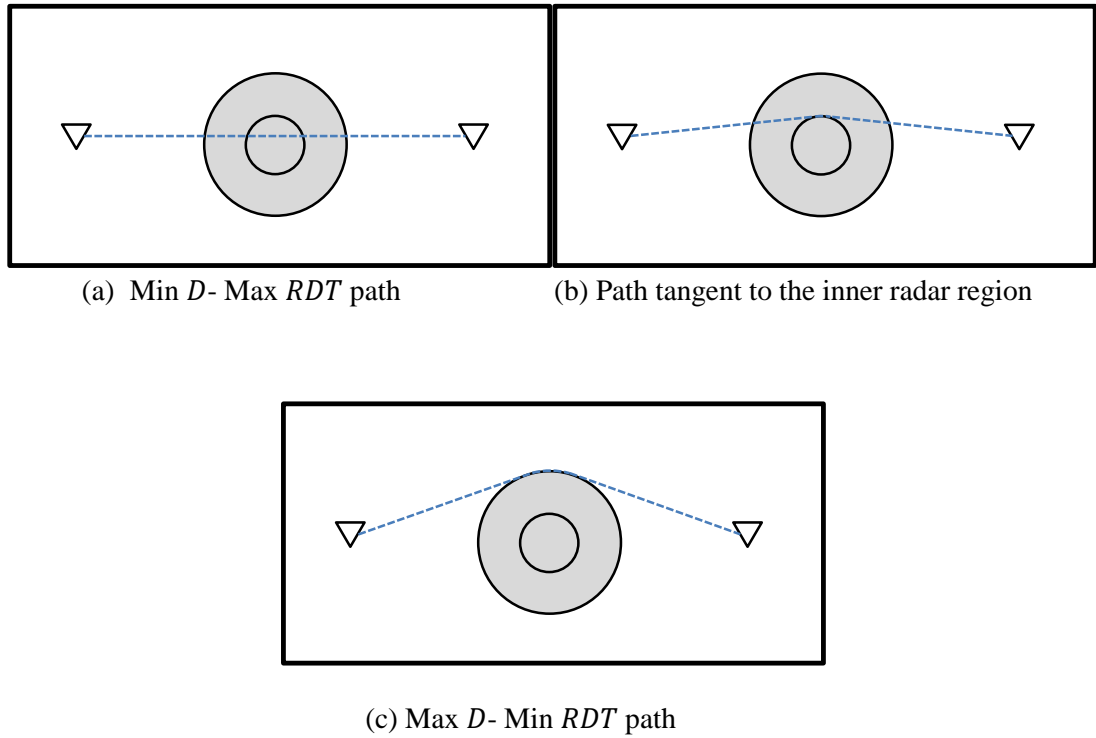 (a) Min D- Max RDT path
(b) Path tangent to the inner radar region
(c) Max D- Min RDT path